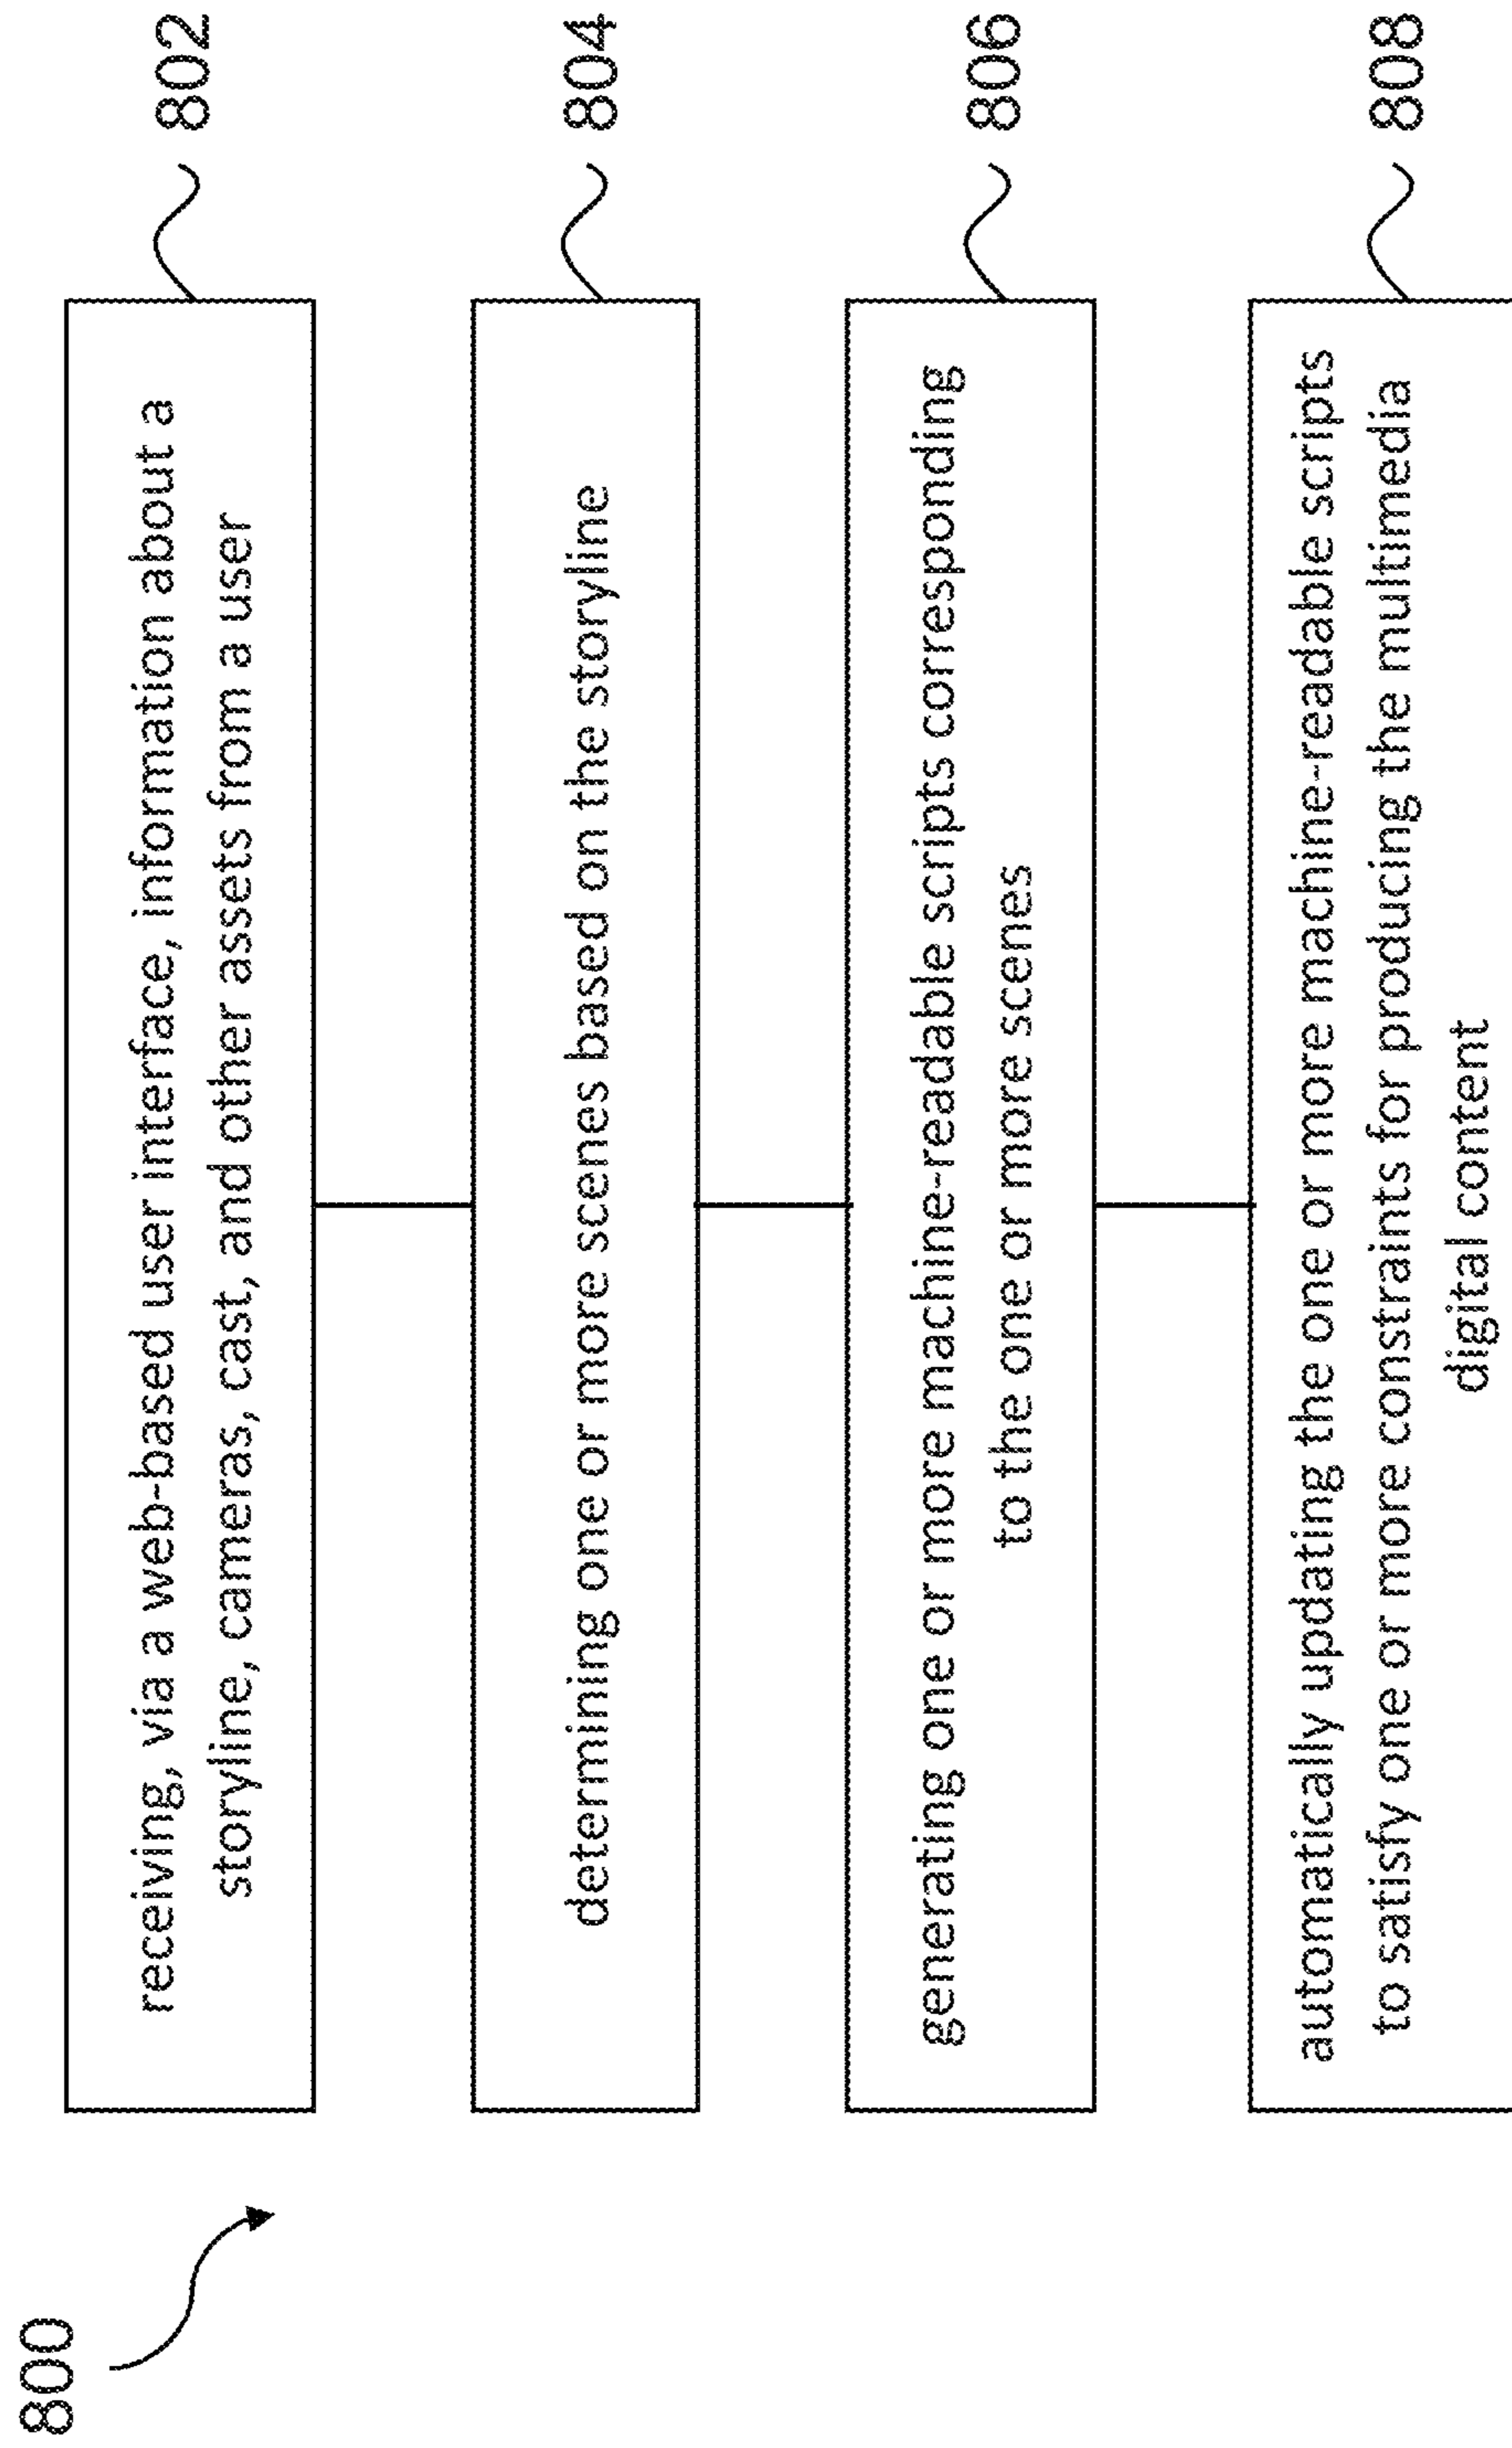 800
receiving, via a web-based user interface, information about a
storyline, cameras, cast, and other assets from a user
802
determining one or more scenes based on the storyline
804
generating one or more machine-readable scripts corresponding
to the one or more scenes
806
automatically updating the one or more machine-readable scripts
to satisfy one or more constraints for producing the multimedia
digital content
808